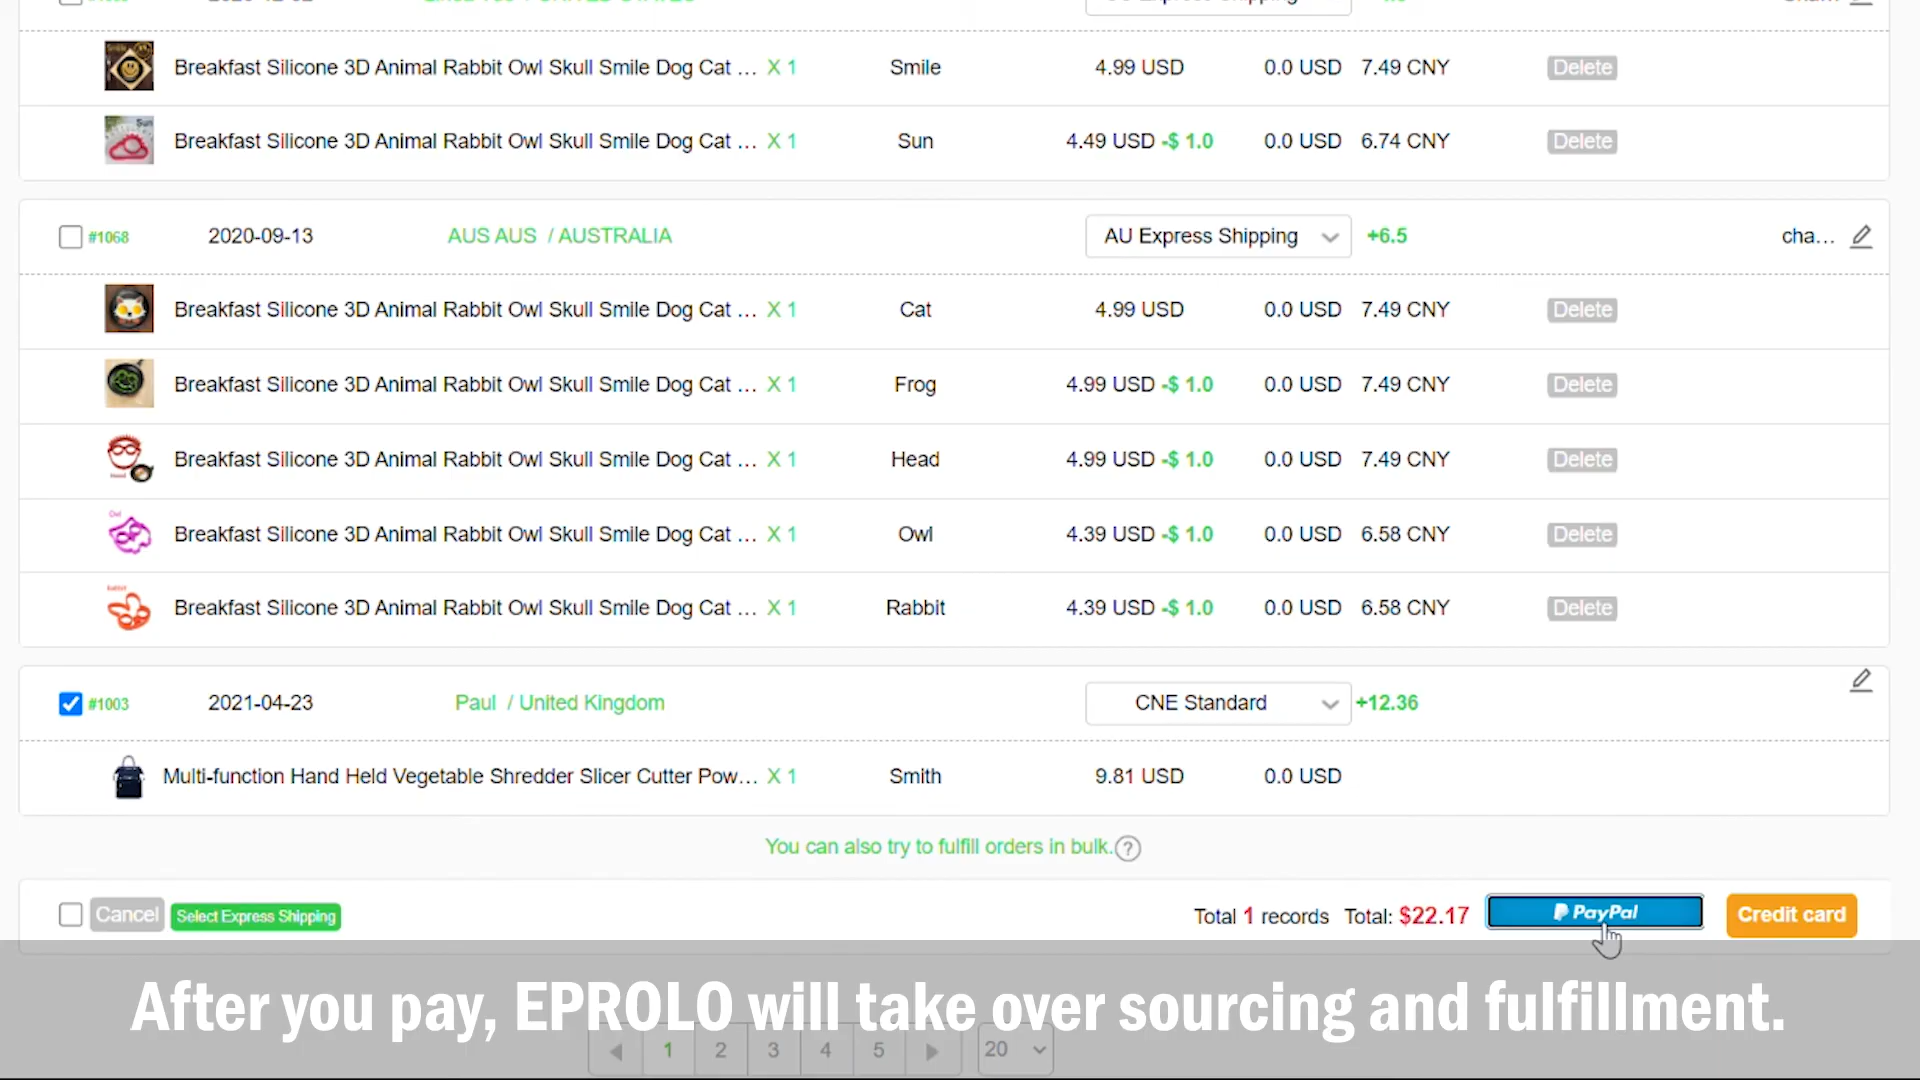 Breakfast Silicone 3D Animal Rabbit Owl Skull Smile Dog Cat ... X 1 Smile 4.99 USD 0.0 USD 7.49 CNY Delete
Breakfast Silicone 3D Animal Rabbit Owl Skull Smile Dog Cat ... X 1 Sun 4.49 USD -$ 1.0 0.0 USD 6.74 CNY Delete
#1068 2020-09-13 AUS AUS / AUSTRALIA AU Express Shipping +6.5 cha...
Breakfast Silicone 3D Animal Rabbit Owl Skull Smile Dog Cat ... X 1 Cat 4.99 USD 0.0 USD 7.49 CNY Delete
Breakfast Silicone 3D Animal Rabbit Owl Skull Smile Dog Cat ... X 1 Frog 4.99 USD -$ 1.0 0.0 USD 7.49 CNY Delete
Breakfast Silicone 3D Animal Rabbit Owl Skull Smile Dog Cat ... X 1 Head 4.99 USD -$ 1.0 0.0 USD 7.49 CNY Delete
Breakfast Silicone 3D Animal Rabbit Owl Skull Smile Dog Cat ... X 1 Owl 4.39 USD -$ 1.0 0.0 USD 6.58 CNY Delete
Breakfast Silicone 3D Animal Rabbit Owl Skull Smile Dog Cat ... X 1 Rabbit 4.39 USD -$ 1.0 0.0 USD 6.58 CNY Delete
#1003 2021-04-23 Paul / United Kingdom CNE Standard +12.36
Multi-function Hand Held Vegetable Shredder Slicer Cutter Pow... X 1 Smith 9.81 USD 0.0 USD
You can also try to fulfill orders in bulk. ?
Cancel Select Express Shipping Total 1 records Total: $22.17 PayPal Credit card
After you pay, EPROLO will take over sourcing and fulfillment.
1 2 3 4 5 20